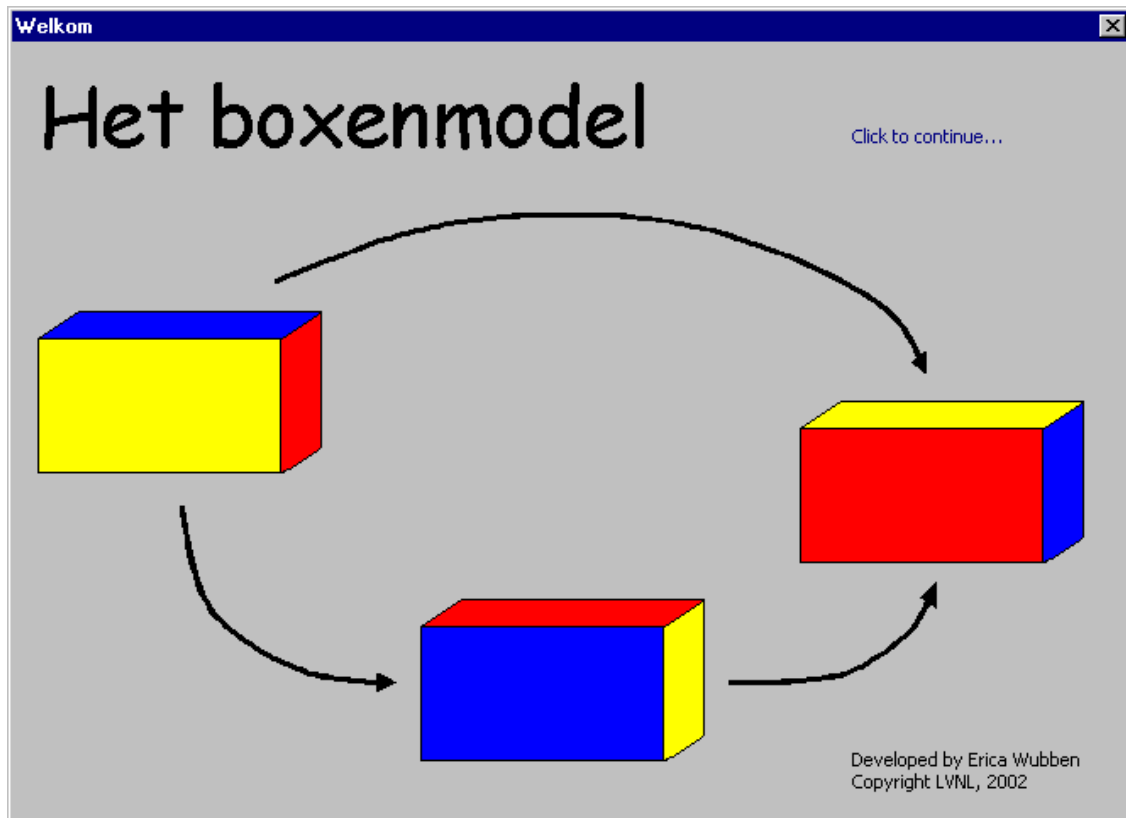 Welkom
Het boxenmodel
Click to continue...
Developed by Erica Wubben
Copyright LVNL, 2002